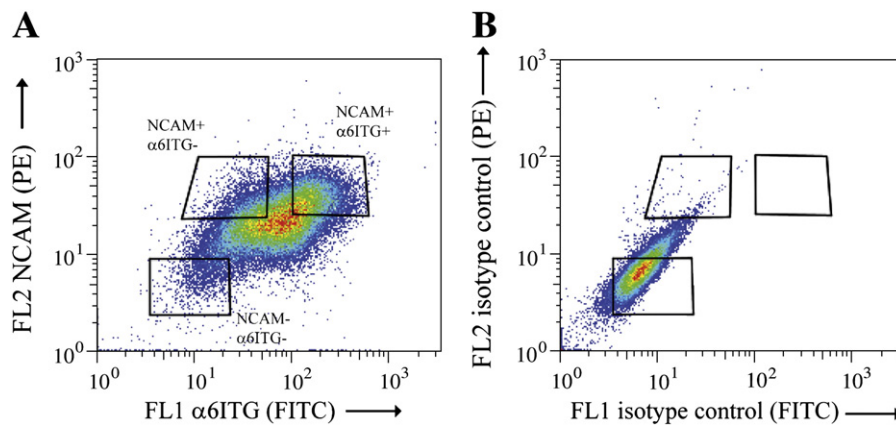 A
10³
10²
10¹
10⁰
FL2 NCAM (PE)
NCAM+
α6ITG-
NCAM+
α6ITG+
NCAM-
α6ITG-
10⁰
10¹
10²
10³
FL1 α6ITG (FITC)
B
10³
10²
10¹
10⁰
FL2 isotype control (PE)
10⁰
10¹
10²
10³
FL1 isotype control (FITC)